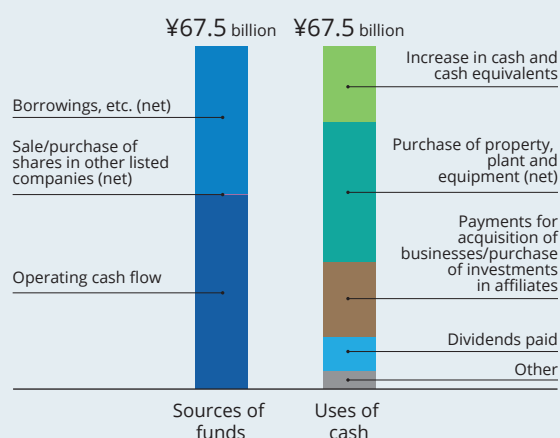 ¥67.5 billion
¥67.5 billion
Borrowings, etc. (net)
Sale/purchase of
shares in other listed
companies (net)
Operating cash flow
Increase in cash and
cash equivalents
Purchase of property,
plant and
equipment (net)
Payments for
acquisition of
businesses/purchase
of investments
in affiliates
Dividends paid
Other
Sources of
funds
Uses of
cash